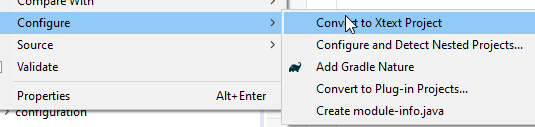 Compare With
Configure
Source
Validate
Properties Alt+Enter
configuration
Convert to Xtext Project
Configure and Detect Nested Projects...
Add Gradle Nature
Convert to Plug-in Projects...
Create module-info.java